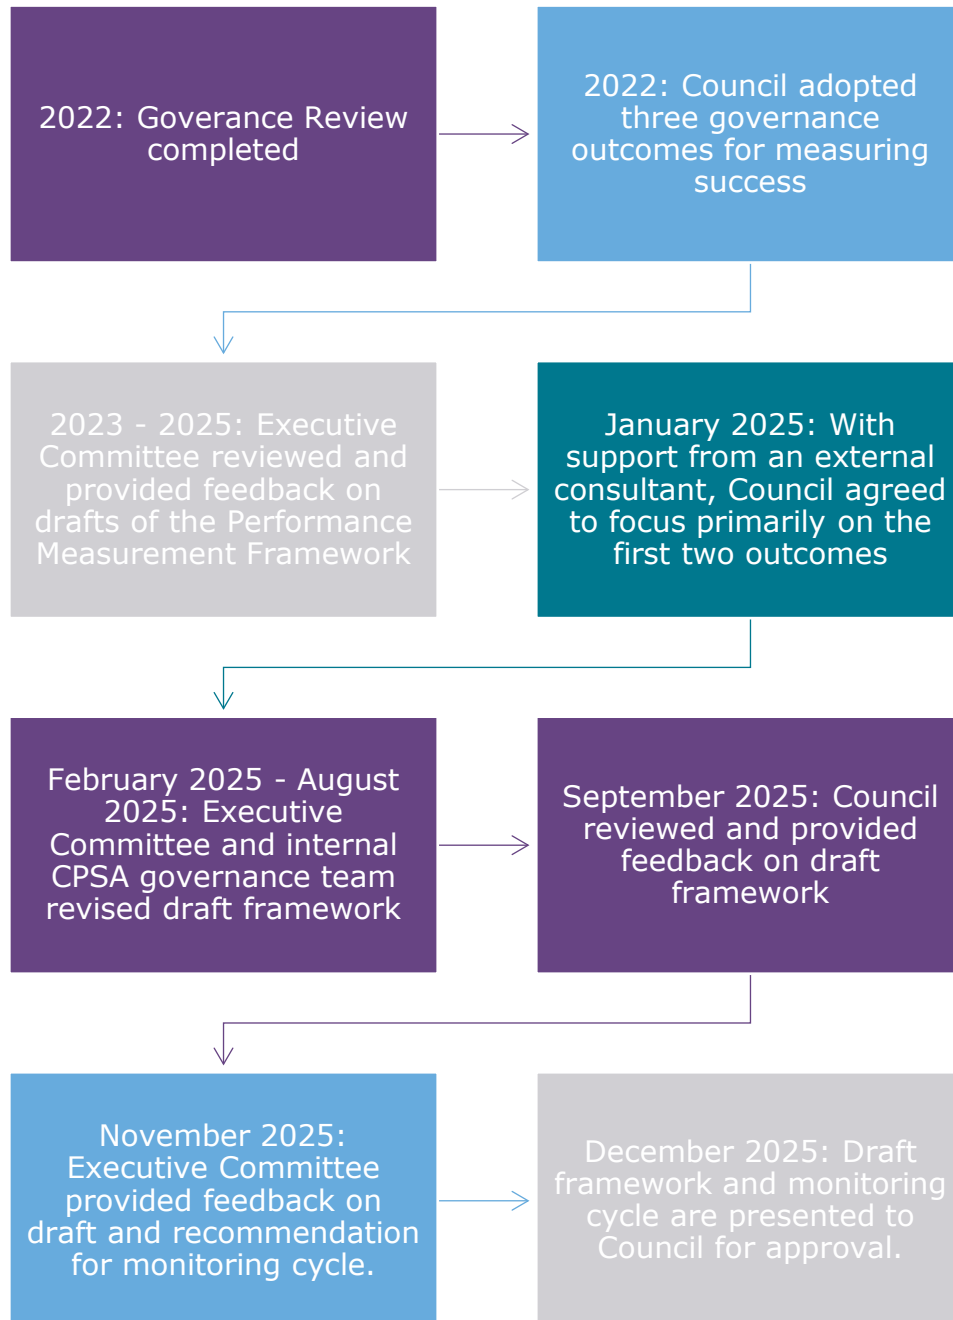 2022: Goverance Review
completed
2022: Council adopted
three governance
outcomes for measuring
success
2023 - 2025: Executive
Committee reviewed and
provided feedback on
drafts of the Performance
Measurement Framework
January 2025: With
support from an external
consultant, Council agreed
to focus primarily on the
first two outcomes
February 2025 - August
2025: Executive
Committee and internal
CPSA governance team
revised draft framework
September 2025: Council
reviewed and provided
feedback on draft
framework
November 2025:
Executive Committee
provided feedback on
draft and recommendation
for monitoring cycle.
December 2025: Draft
framework and monitoring
cycle are presented to
Council for approval.